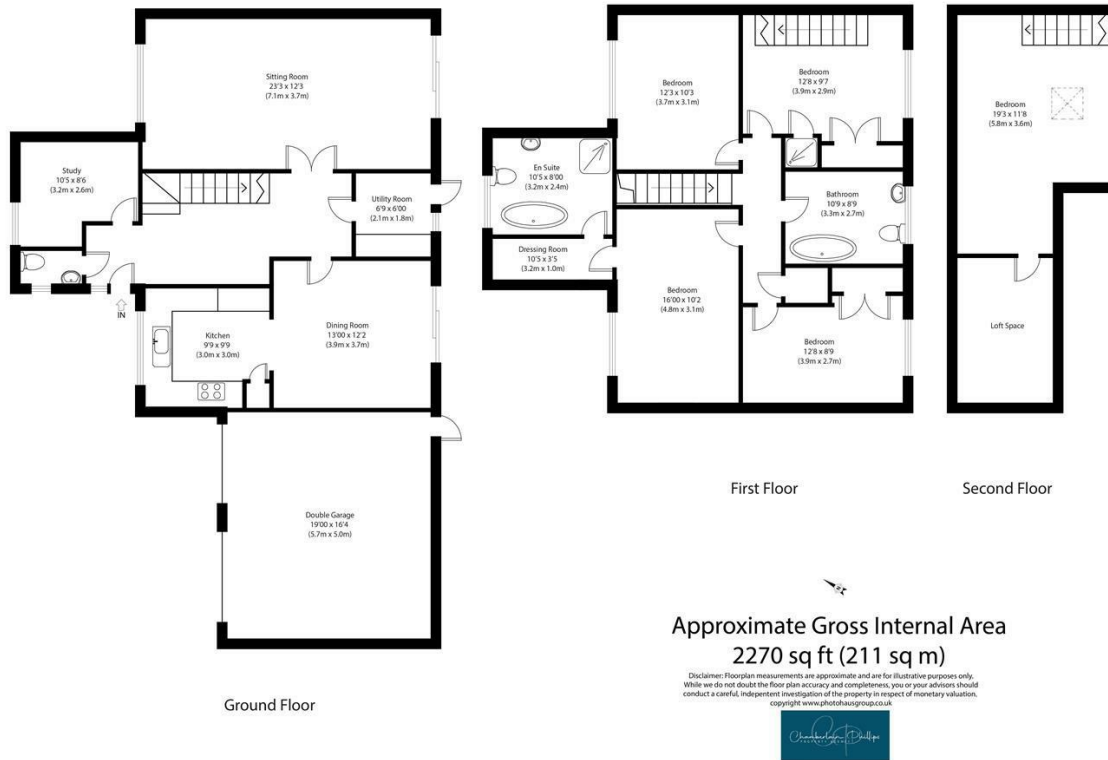 Sitting Room
23'3 x 12'3
(7.1m x 3.7m)
Study
10'5 x 8'6
(3.2m x 2.6m)
Utility Room
6'9 x 6'00
(2.1m x 1.8m)
IN
Kitchen
9'9 x 9'9
(3.0m x 3.0m)
Dining Room
13'00 x 12'2
(3.9m x 3.7m)
Double Garage
19'00 x 16'4
(5.7m x 5.0m)
Ground Floor
Bedroom
12'3 x 10'3
(3.7m x 3.1m)
Bedroom
12'8 x 9'7
(3.9m x 2.9m)
En Suite
10'5 x 8'00
(3.2m x 2.4m)
Bathroom
10'9 x 8'9
(3.3m x 2.7m)
Dressing Room
10'5 x 3'5
(3.2m x 1.0m)
Bedroom
16'00 x 10'2
(4.8m x 3.1m)
Bedroom
12'8 x 8'9
(3.9m x 2.7m)
First Floor
Bedroom
19'3 x 11'8
(5.8m x 3.6m)
Loft Space
Second Floor
Approximate Gross Internal Area
2270 sq ft (211 sq m)
Disclaimer: Floorplan measurements are approximate and are for illustrative purposes only.
While we do not doubt the floor plan accuracy and completeness, you or your advisors should
conduct a careful, indepentent investigation of the property in respect of monetary valuation.
copyright www.photohausgroup.co.uk
Chamberlain Phillips